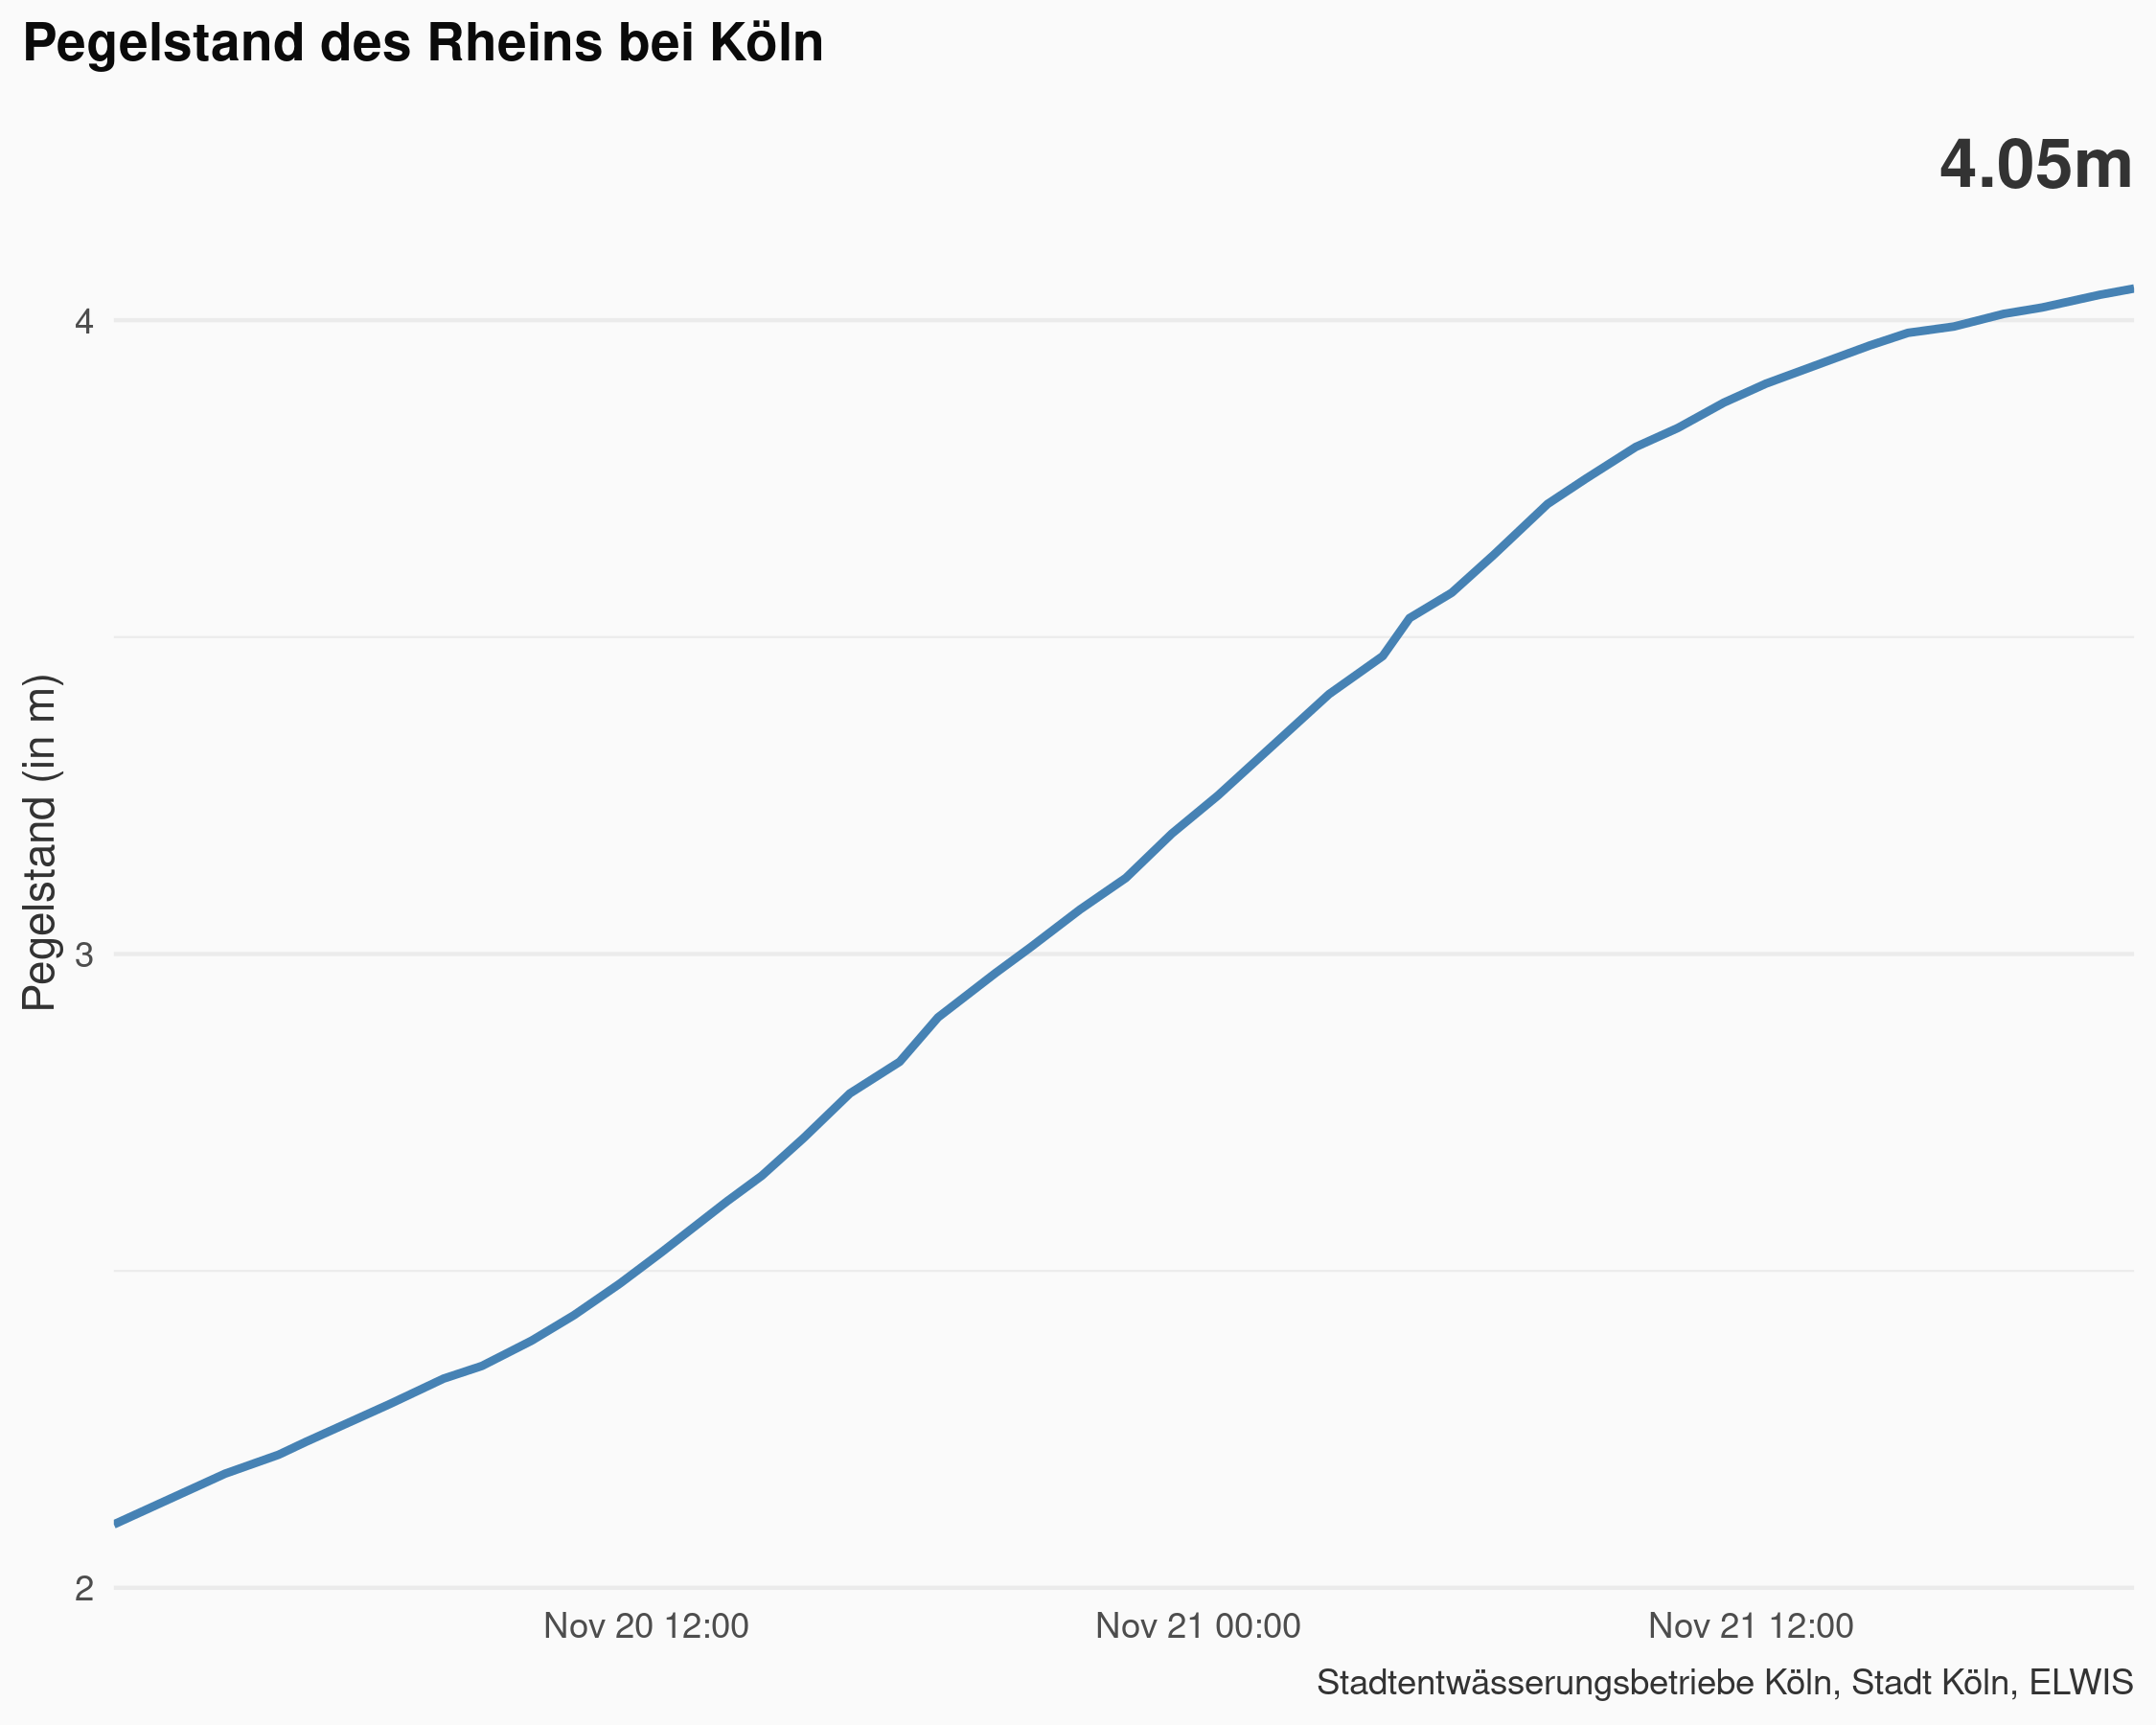 Pegelstand des Rheins bei Köln
4.05m
Pegelstand (in m)
4
3
2
Nov 20 12:00
Nov 21 00:00
Nov 21 12:00
Stadtentwässerungsbetriebe Köln, Stadt Köln, ELWIS